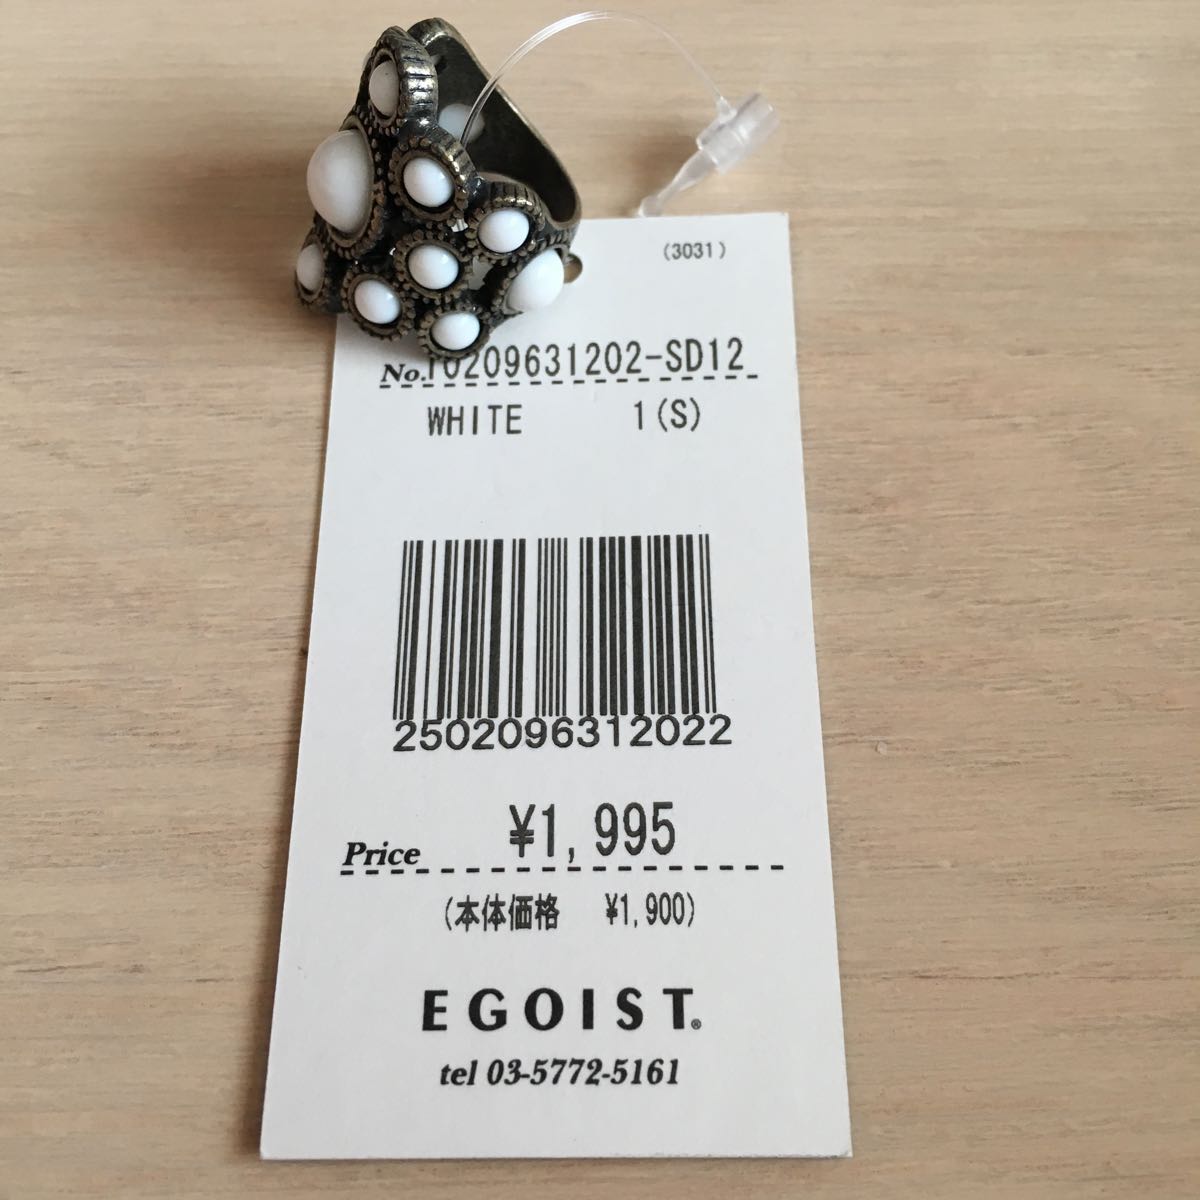 (3031)
No. 10209631202-SD12
WHITE 1(S)
2502096312022
Price ¥1,995
(本体価格 ¥1,900)
EGOIST®
tel 03-5772-5161